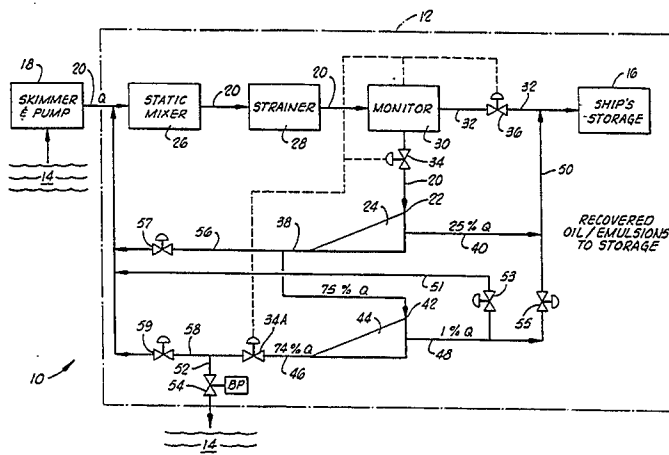 12
18
SKIMMER & PUMP
20
Q
STATIC MIXER
26
20
STRAINER
28
20
MONITOR
30
32
36
32
SHIP'S STORAGE
16
14
34
20
22
24
50
57
56
38
25% Q
40
RECOVERED
OIL/EMULSIONS
TO STORAGE
51
75% Q
42
53
44
55
59
58
34A
74% Q
46
1% Q
48
52
10
54
BP
14